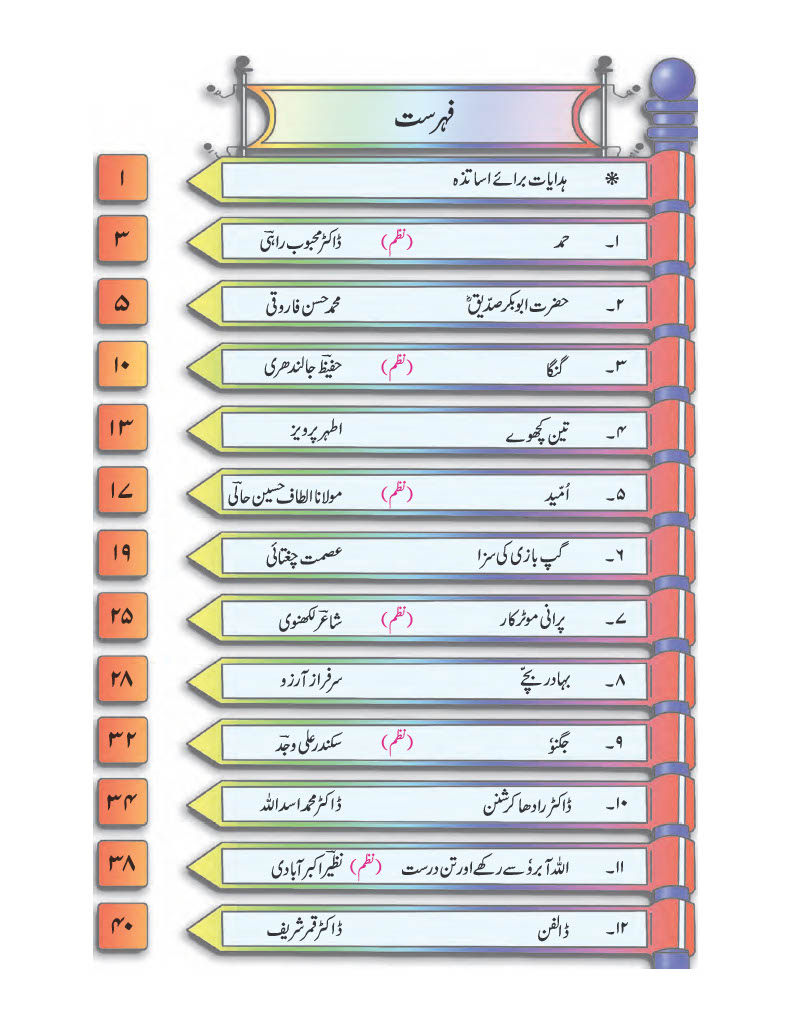 فہرست
* ہدایات برائے اساتذہ ۱
۱۔ حمد (نظم) ڈاکٹر محبوب راہیؔ ۳
۲۔ حضرت ابوبکر صدّیقؓ محمد حسن فاروقی ۵
۳۔ گنگا (نظم) حفیظؔ جالندھری ۱۰
۴۔ تین کچھوے اطہر پرویز ۱۳
۵۔ اُمّید (نظم) مولانا الطاف حسین حالیؔ ۱۷
۶۔ گپ بازی کی سزا عصمت چغتائی ۱۹
۷۔ پرانی موٹر کار (نظم) شاعرؔ لکھنوی ۲۵
۸۔ بہادر بچّے سرفراز آرزو ۲۸
۹۔ جگنوٗ (نظم) سکندر علی وجدؔ ۳۲
۱۰۔ ڈاکٹر رادھا کرشنن ڈاکٹر محمد اسد اللہ ۳۴
۱۱۔ اللہ آبروٗ سے رکھے اور تن درست (نظم) نظیرؔ اکبر آبادی ۳۸
۱۲۔ ڈالفن ڈاکٹر قمر شریف ۴۰